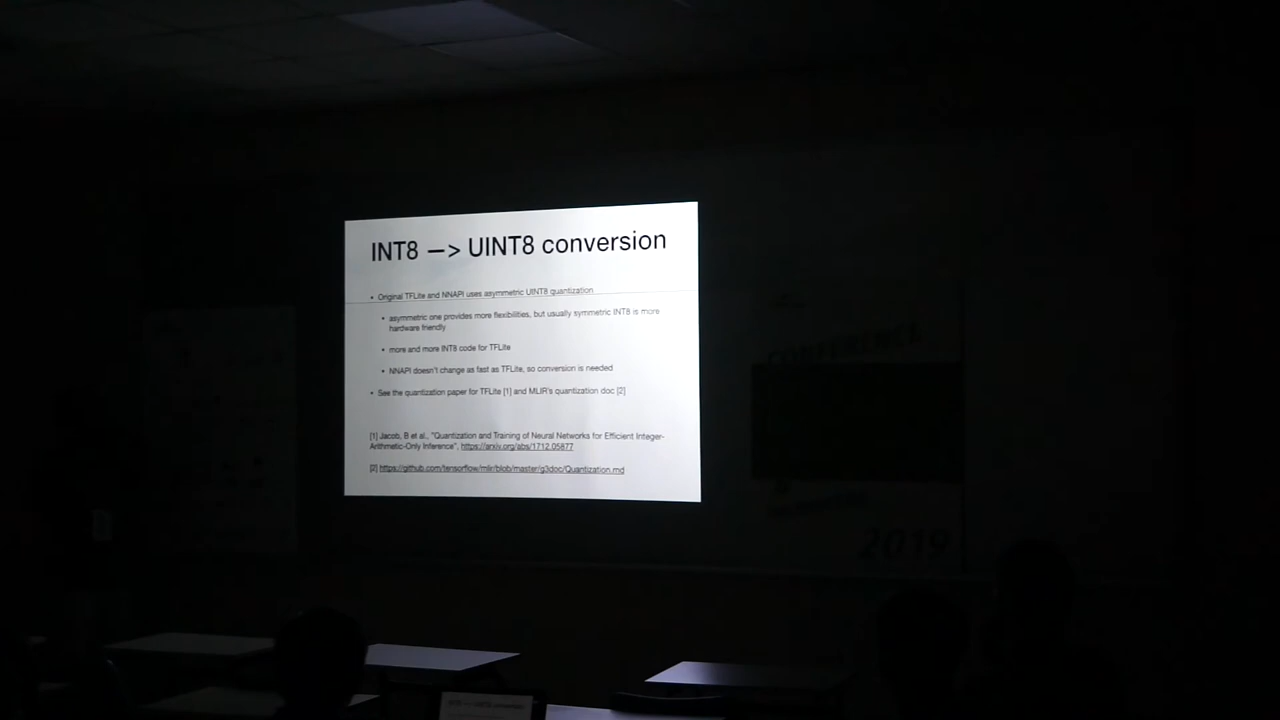 INT8 —> UINT8 conversion
• Original TFLite and NNAPI uses asymmetric UINT8 quantization
• asymmetric one provides more flexibilities, but usually symmetric INT8 is more
hardware friendly
• more and more INT8 code for TFLite
• NNAPI doesn't change as fast as TFLite, so conversion is needed
• See the quantization paper for TFLite [1] and MLIR's quantization doc [2]
[1] Jacob, B et al., "Quantization and Training of Neural Networks for Efficient Integer-
Arithmetic-Only Inference", https://arxiv.org/abs/1712.05877
[2] https://github.com/tensorflow/mlir/blob/master/g3doc/Quantization.md
CONFERENCE
2019
INT8 —> UINT8 conversion